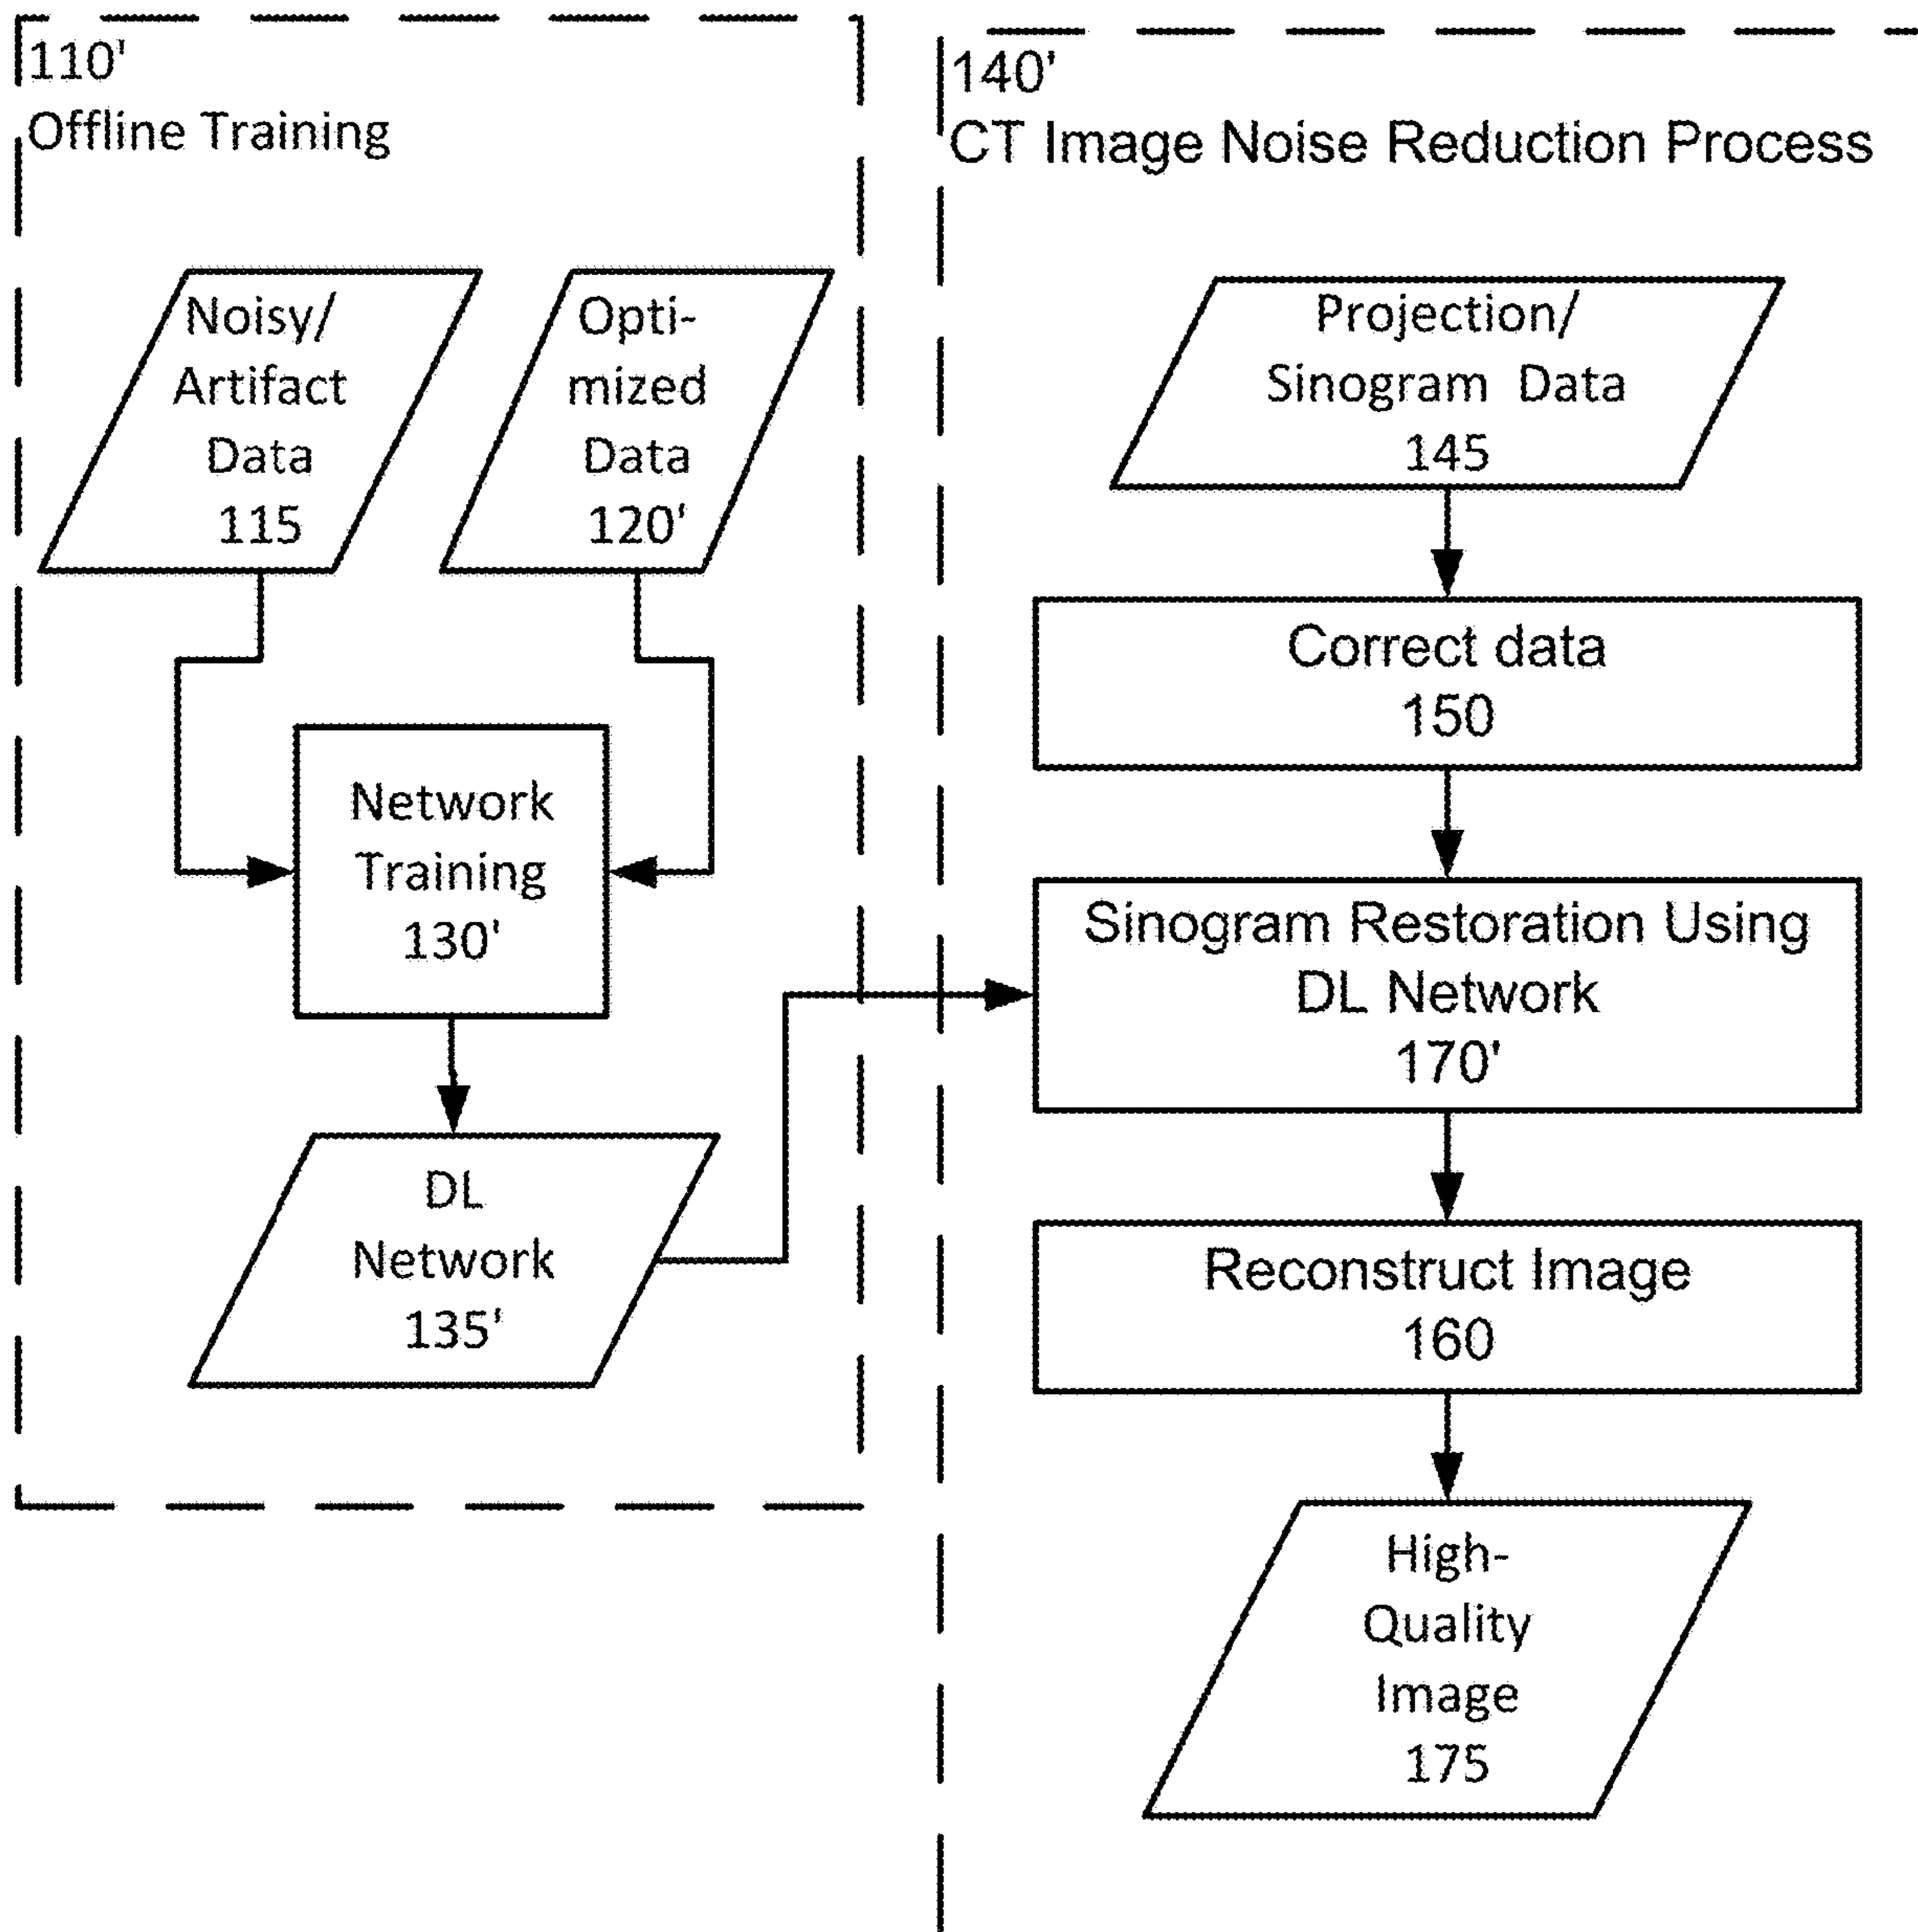 110'
Offline Training
Noisy/
Artifact
Data
115
Opti-
mized
Data
120'
Network
Training
130'
DL
Network
135'
140'
CT Image Noise Reduction Process
Projection/
Sinogram Data
145
Correct data
150
Sinogram Restoration Using
DL Network
170'
Reconstruct Image
160
High-
Quality
Image
175